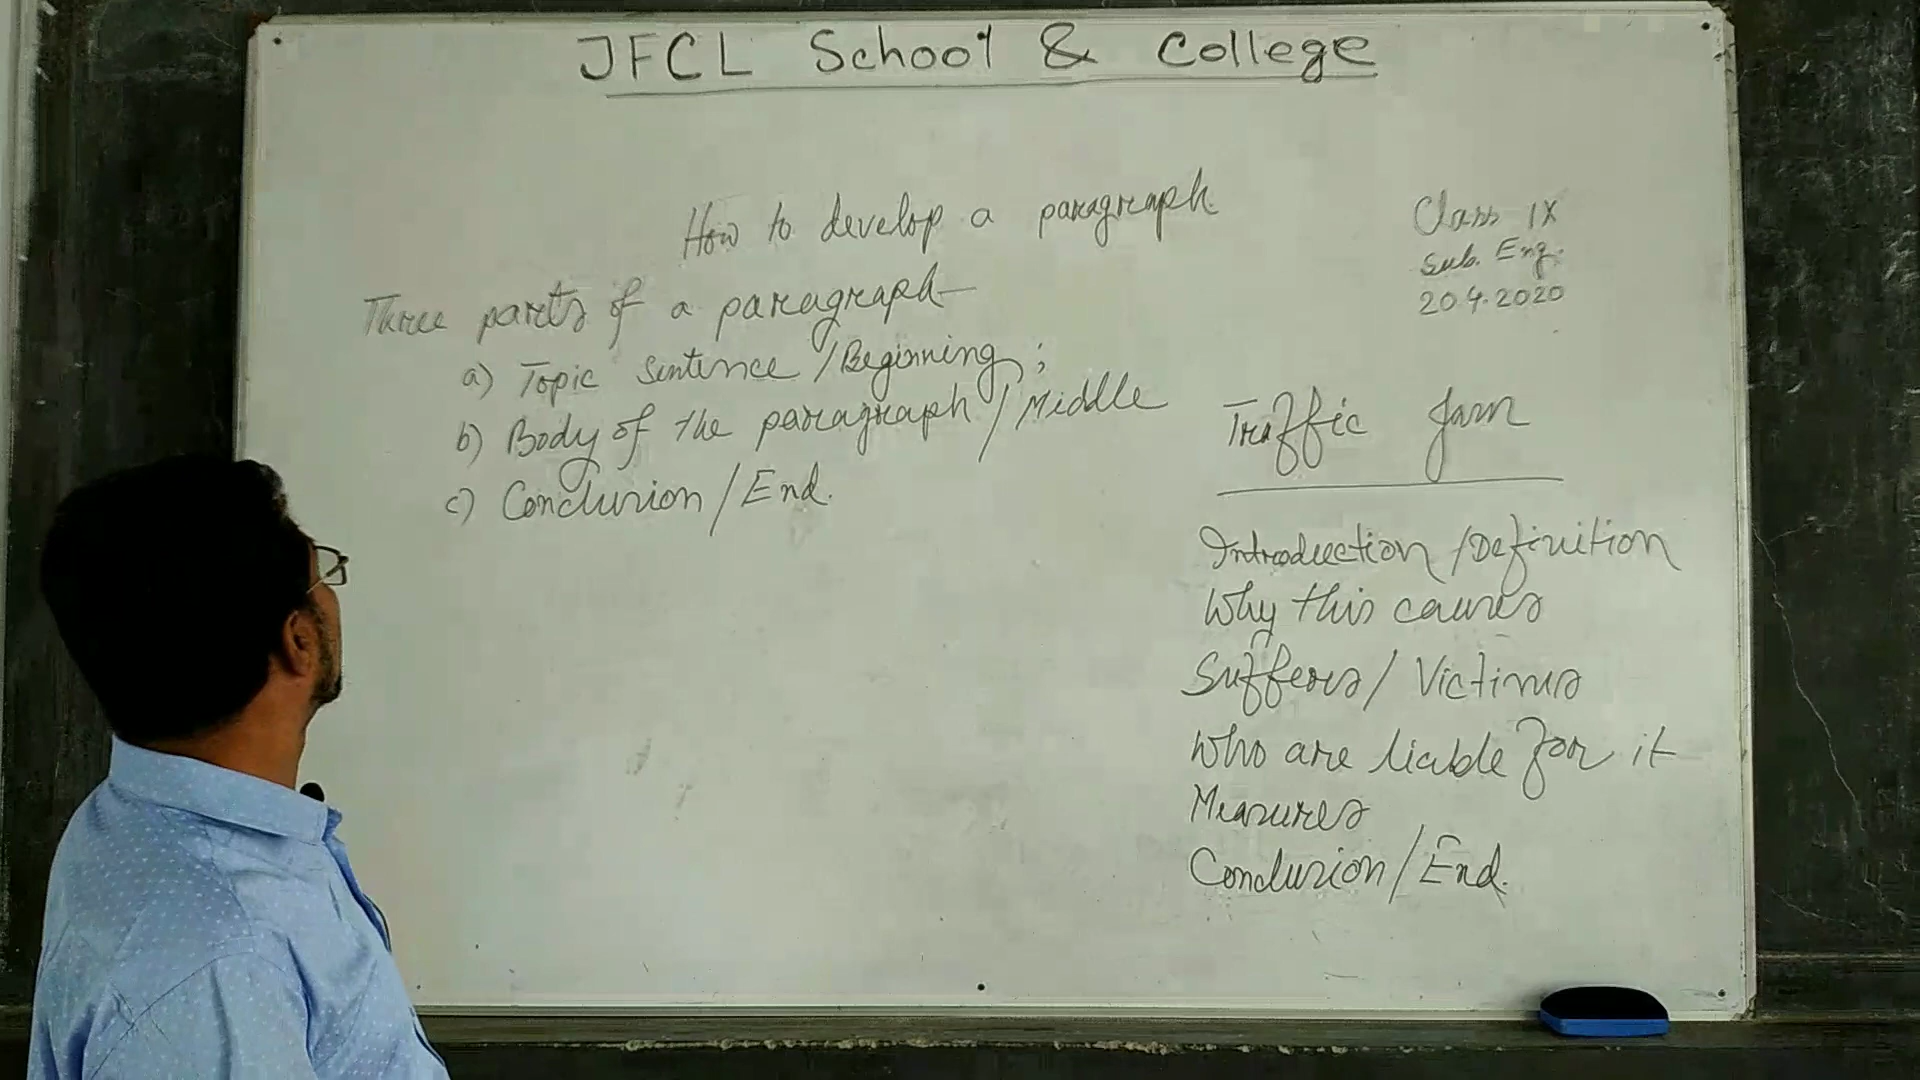 JFCL School & College
How to develop a paragraph
Class IX
Sub. Eng.
20.4.2020
Three parts of a paragraph—
a) Topic Sentence / Beginning;
b) Body of the paragraph / Middle
c) Conclusion / End.
Traffic Jam
Introduction / Definition
Why this causes
Suffers / Victims
Who are liable for it
Measures
Conclusion / End.